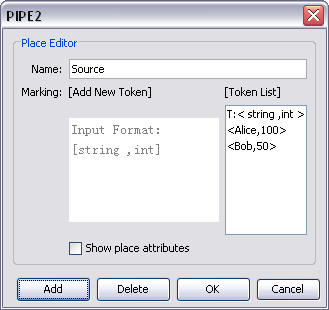 PIPE2
Place Editor
Name: Source
Marking: [Add New Token] [Token List]
Input Format:
[string ,int]
T:< string ,int >
<Alice,100>
<Bob,50>
Show place attributes
Add Delete OK Cancel